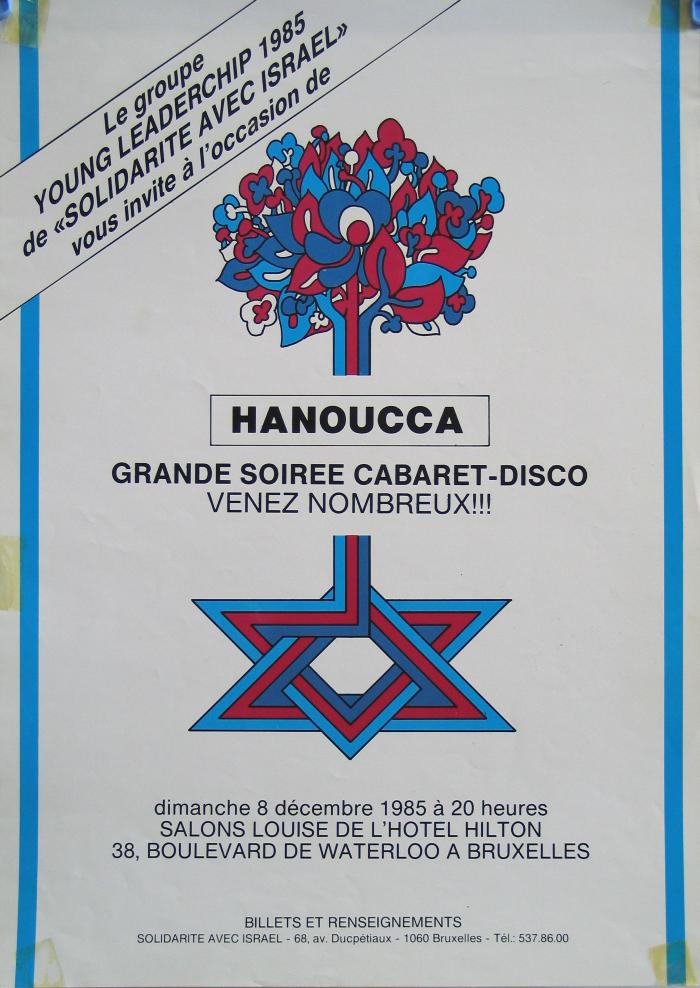 Le groupe
YOUNG LEADERCHIP 1985
de «SOLIDARITE AVEC ISRAEL»
vous invite à l'occasion de
HANOUCCA
GRANDE SOIREE CABARET-DISCO
VENEZ NOMBREUX!!!
dimanche 8 décembre 1985 à 20 heures
SALONS LOUISE DE L'HOTEL HILTON
38, BOULEVARD DE WATERLOO A BRUXELLES
BILLETS ET RENSEIGNEMENTS
SOLIDARITE AVEC ISRAEL - 68, av. Ducpétiaux - 1060 Bruxelles - Tél.: 537.86.00